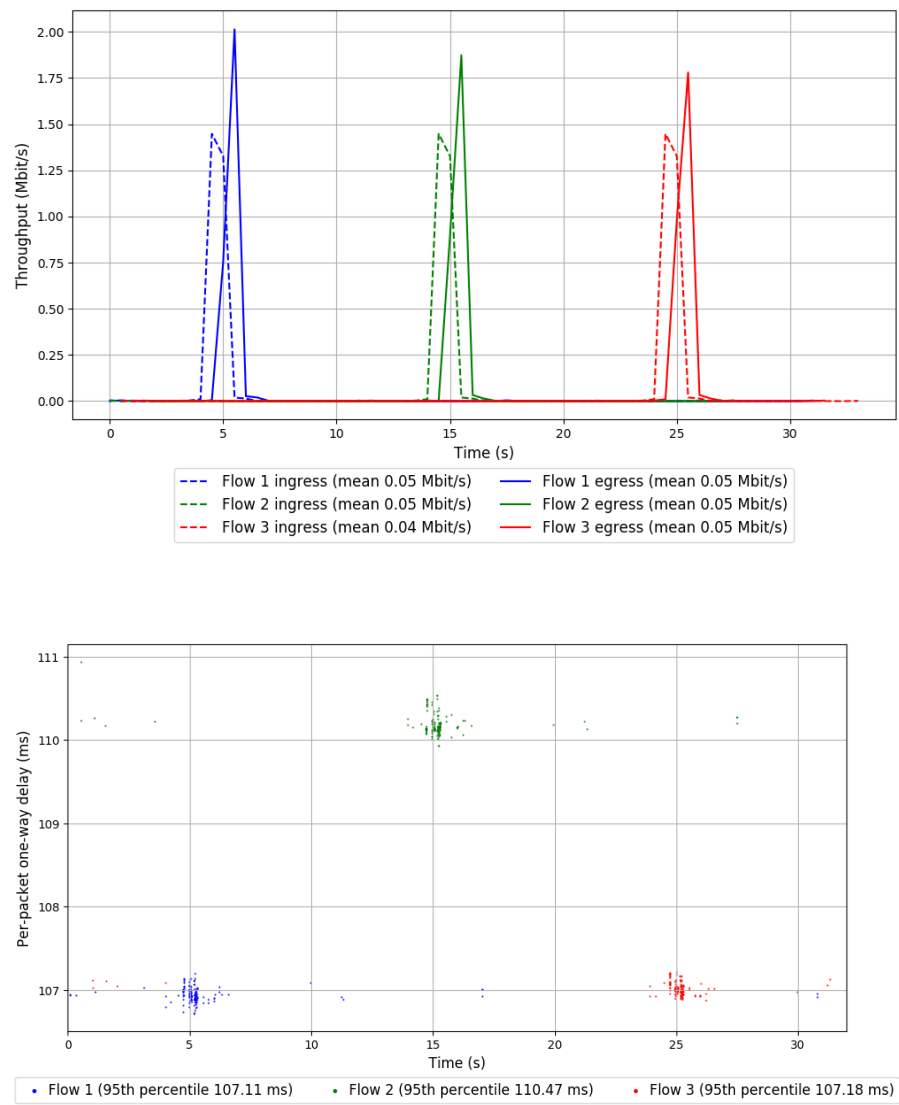 2.00
1.75
1.50
1.25
1.00
0.75
0.50
0.25
0.00
Throughput (Mbit/s)
0 5 10 15 20 25 30
Time (s)
Flow 1 ingress (mean 0.05 Mbit/s) Flow 1 egress (mean 0.05 Mbit/s)
Flow 2 ingress (mean 0.05 Mbit/s) Flow 2 egress (mean 0.05 Mbit/s)
Flow 3 ingress (mean 0.04 Mbit/s) Flow 3 egress (mean 0.05 Mbit/s)
111
110
109
108
107
Per-packet one-way delay (ms)
0 5 10 15 20 25 30
Time (s)
Flow 1 (95th percentile 107.11 ms) Flow 2 (95th percentile 110.47 ms) Flow 3 (95th percentile 107.18 ms)